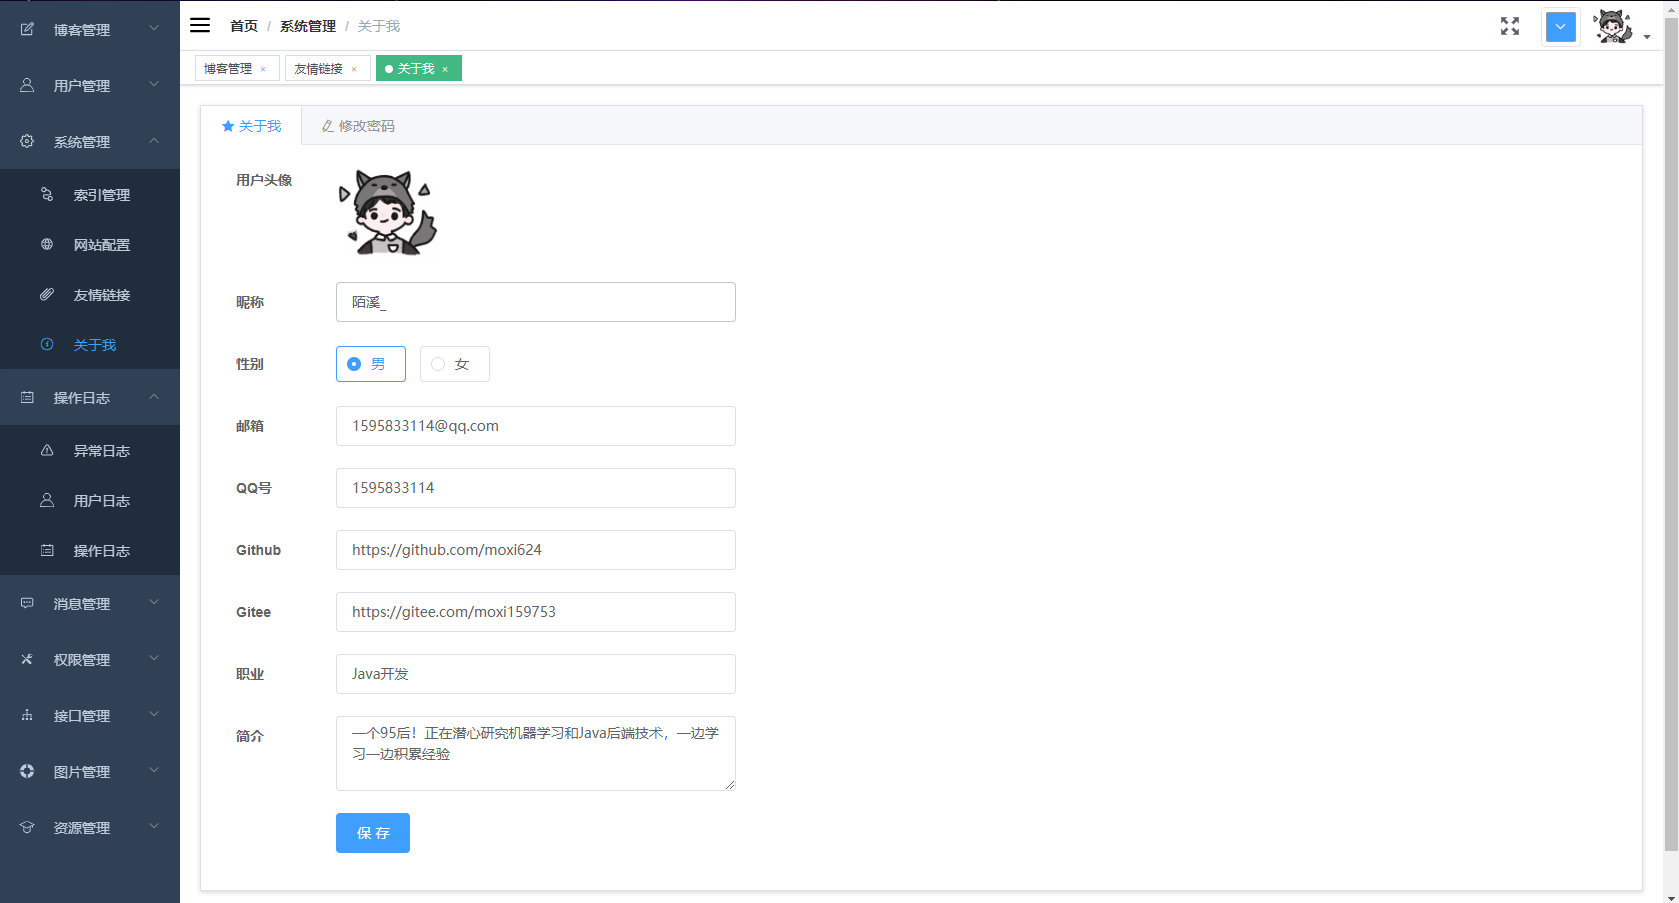 博客管理
用户管理
系统管理
索引管理
网站配置
友情链接
关于我
操作日志
异常日志
用户日志
操作日志
消息管理
权限管理
接口管理
图片管理
资源管理
首页 / 系统管理 / 关于我
博客管理 × 友情链接 × 关于我 ×
关于我 修改密码
用户头像
昵称 陌溪_
性别 男 女
邮箱 1595833114@qq.com
QQ号 1595833114
Github https://github.com/moxi624
Gitee https://gitee.com/moxi159753
职业 Java开发
简介 一个95后！正在潜心研究机器学习和Java后端技术，一边学
习一边积累经验
保 存